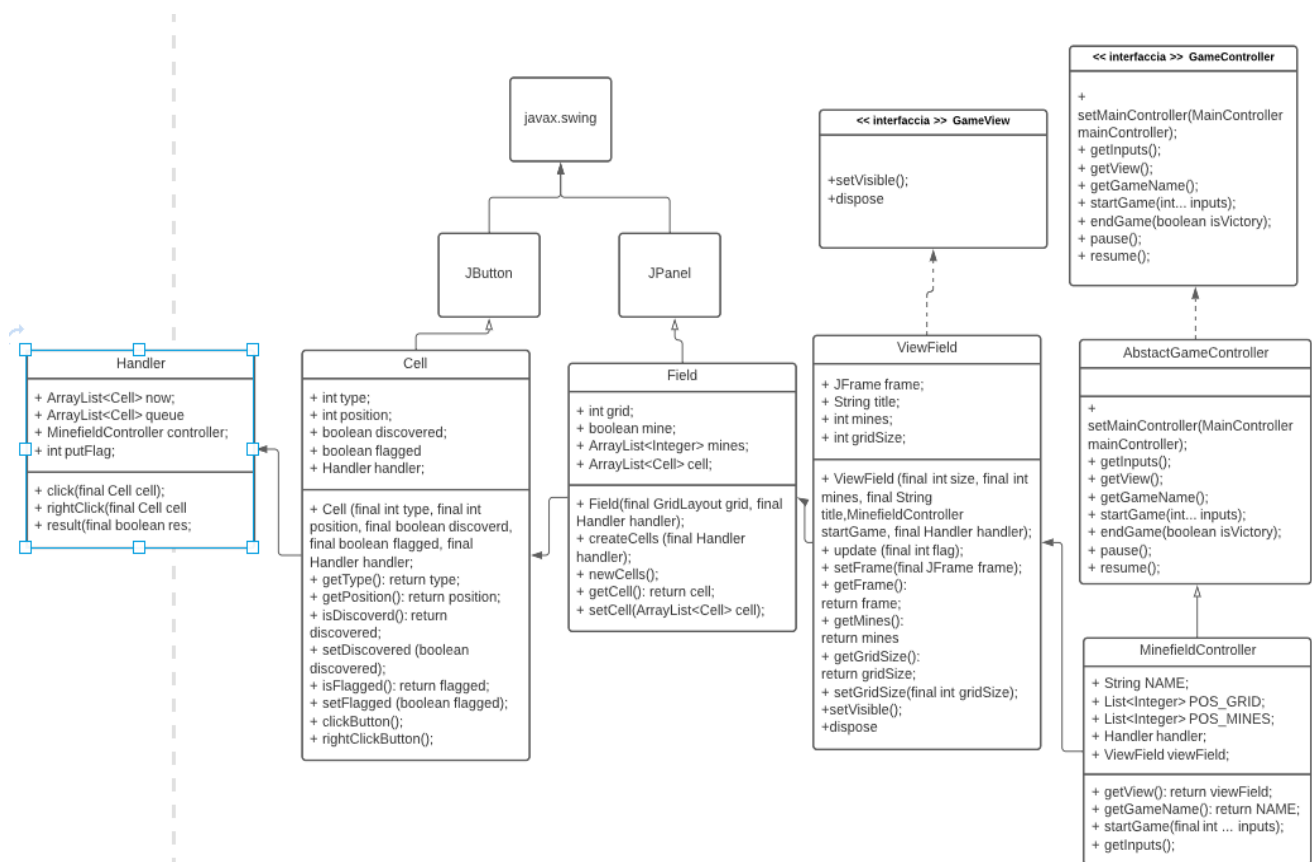 javax.swing
JButton
JPanel
<< interfaccia >> GameView
+setVisible();
+dispose
<< interfaccia >> GameController
+
setMainController(MainController
mainController);
+ getInputs();
+ getView();
+ getGameName();
+ startGame(int... inputs);
+ endGame(boolean isVictory);
+ pause();
+ resume();
Handler
+ ArrayList<Cell> now;
+ ArrayList<Cell> queue
+ MinefieldController controller;
+ int putFlag;
+ click(final Cell cell);
+ rightClick(final Cell cell
+ result(final boolean res;
Cell
+ int type;
+ int position;
+ boolean discovered;
+ boolean flagged
+ Handler handler;
+ Cell (final int type, final int
position, final boolean discoverd,
final boolean flagged, final
Handler handler;
+ getType(): return type;
+ getPosition(): return position;
+ isDiscoverd(): return
discovered;
+ setDiscovered (boolean
discovered);
+ isFlagged(): return flagged;
+ setFlagged (boolean flagged);
+ clickButton();
+ rightClickButton();
Field
+ int grid;
+ boolean mine;
+ ArrayList<Integer> mines;
+ ArrayList<Cell> cell;
+ Field(final GridLayout grid, final
Handler handler);
+ createCells (final Handler
handler);
+ newCells();
+ getCell(): return cell;
+ setCell(ArrayList<Cell> cell);
ViewField
+ JFrame frame;
+ String title;
+ int mines;
+ int gridSize;
+ ViewField (final int size, final int
mines, final String
title,MinefieldController
startGame, final Handler handler);
+ update (final int flag);
+ setFrame(final JFrame frame);
+ getFrame():
return frame;
+ getMines():
return mines
+ getGridSize():
return gridSize;
+ setGridSize(final int gridSize);
+setVisible();
+dispose
AbstactGameController
+
setMainController(MainController
mainController);
+ getInputs();
+ getView();
+ getGameName();
+ startGame(int... inputs);
+ endGame(boolean isVictory);
+ pause();
+ resume();
MinefieldController
+ String NAME;
+ List<Integer> POS_GRID;
+ List<Integer> POS_MINES;
+ Handler handler;
+ ViewField viewField;
+ getView(): return viewField;
+ getGameName(): return NAME;
+ startGame(final int ... inputs);
+ getInputs();